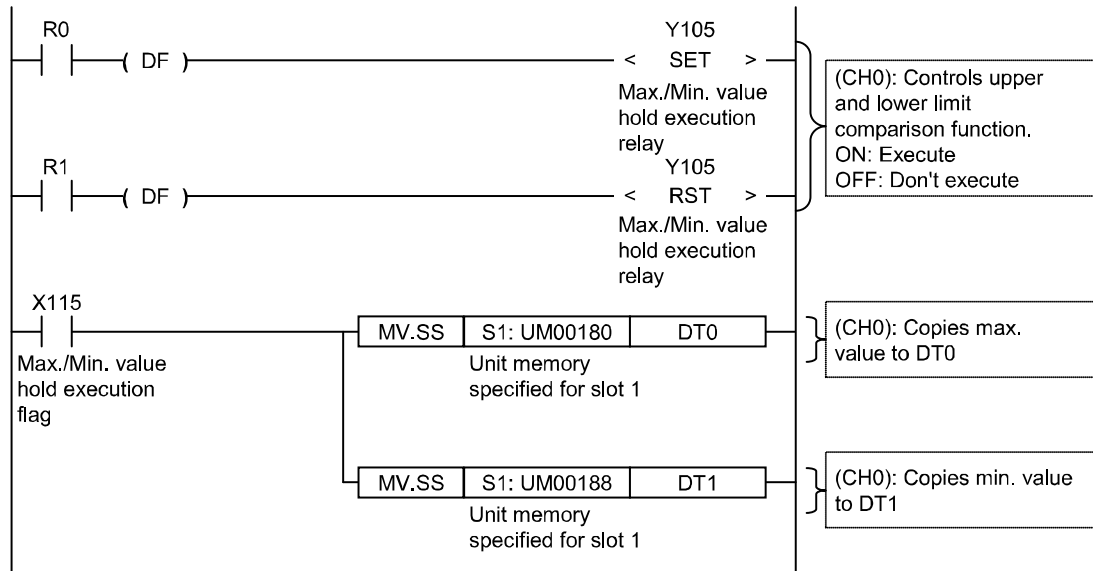 R0
( DF )
Y105
< SET >
Max./Min. value
hold execution
relay
(CH0): Controls upper
and lower limit
comparison function.
ON: Execute
OFF: Don't execute
R1
( DF )
Y105
< RST >
Max./Min. value
hold execution
relay
X115
Max./Min. value
hold execution
flag
MV.SS S1: UM00180 DT0
Unit memory
specified for slot 1
(CH0): Copies max.
value to DT0
MV.SS S1: UM00188 DT1
Unit memory
specified for slot 1
(CH0): Copies min. value
to DT1